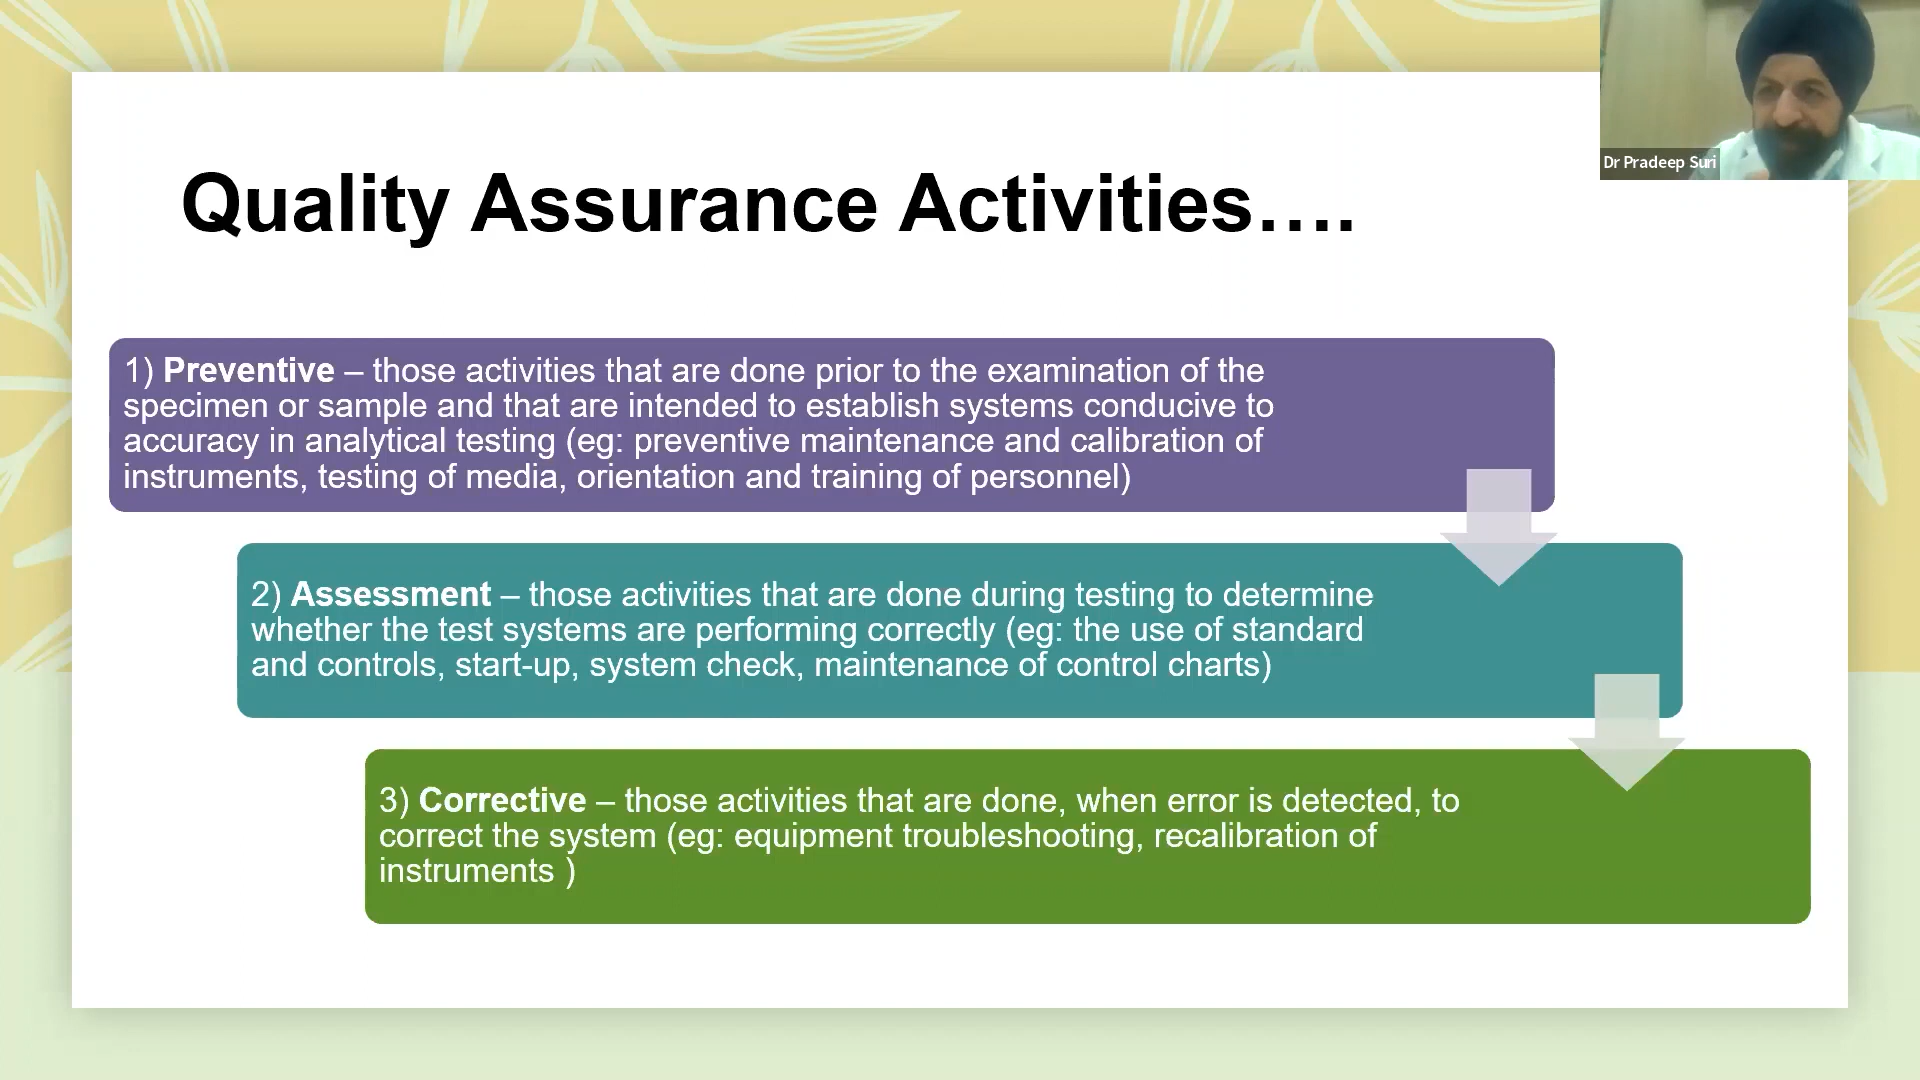 Dr Pradeep Suri
Quality Assurance Activities....
1) Preventive – those activities that are done prior to the examination of the
specimen or sample and that are intended to establish systems conducive to
accuracy in analytical testing (eg: preventive maintenance and calibration of
instruments, testing of media, orientation and training of personnel)
2) Assessment – those activities that are done during testing to determine
whether the test systems are performing correctly (eg: the use of standard
and controls, start-up, system check, maintenance of control charts)
3) Corrective – those activities that are done, when error is detected, to
correct the system (eg: equipment troubleshooting, recalibration of
instruments )